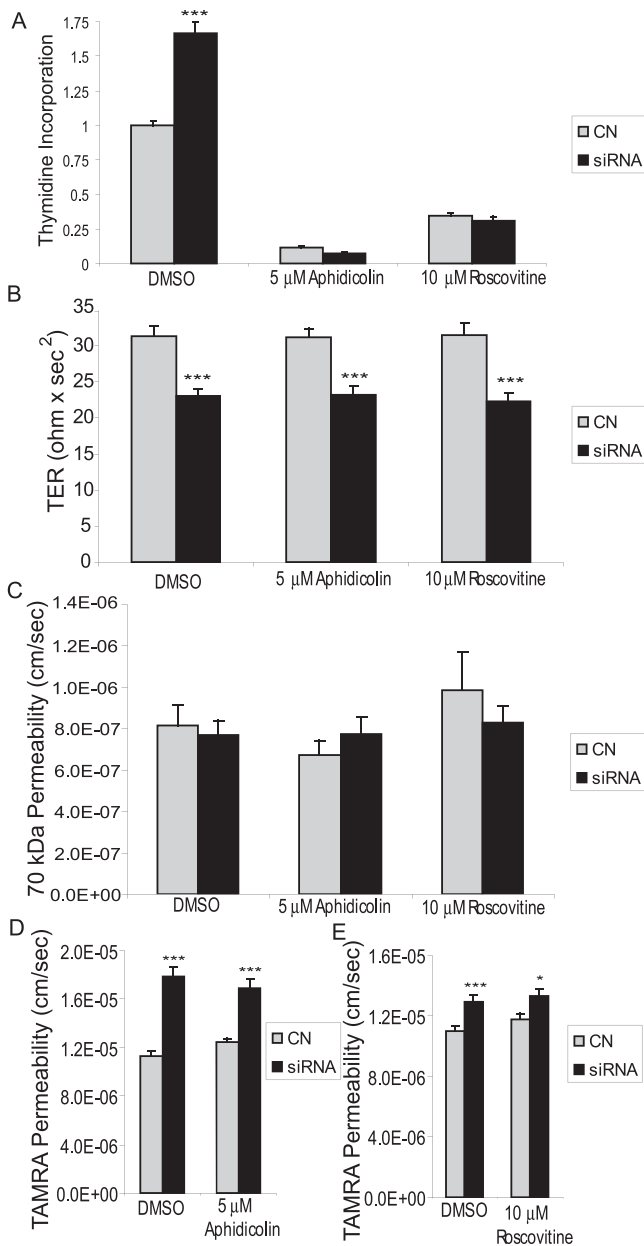 A
Thymidine Incorporation
1.75
1.5
1.25
1
0.75
0.5
0.25
0
***
DMSO
5 μM Aphidicolin
10 μM Roscovitine
CN
siRNA
B
TER (ohm x sec 2)
35
30
25
20
15
10
5
0
***
***
***
DMSO
5 μM Aphidicolin
10 μM Roscovitine
CN
siRNA
C
70 kDa Permeability (cm/sec)
1.4E-06
1.2E-06
1.0E-06
8.0E-07
6.0E-07
4.0E-07
2.0E-07
0.0E+00
DMSO
5 μM Aphidicolin
10 μM Roscovitine
CN
siRNA
D
TAMRA Permeability (cm/sec)
2.0E-05
1.6E-05
1.2E-05
8.0E-06
4.0E-06
0.0E+00
***
***
DMSO
5 μM
Aphidicolin
CN
siRNA
E
TAMRA Permeability (cm/sec)
1.6E-05
1.2E-05
8.0E-06
4.0E-06
0.0E+00
***
*
DMSO
10 μM
Roscovitine
CN
siRNA